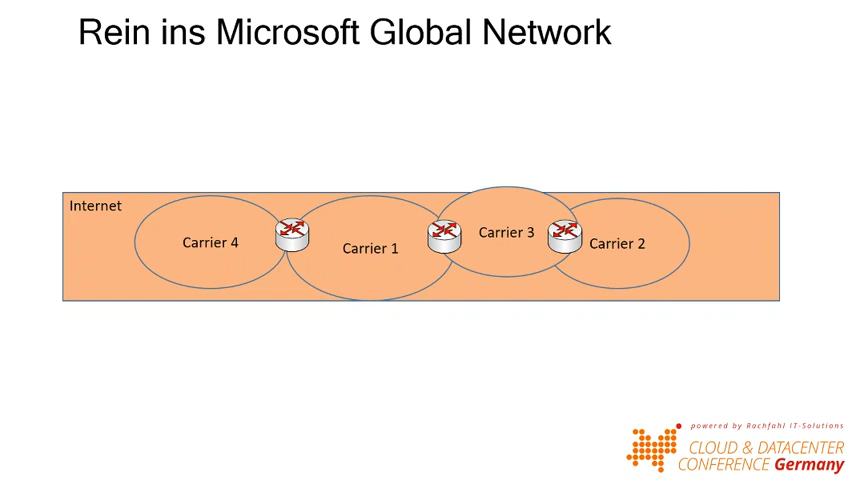 Rein ins Microsoft Global Network
Internet
Carrier 4
Carrier 1
Carrier 3
Carrier 2
powered by Rachfahl IT-Solutions
CLOUD & DATACENTER
CONFERENCE Germany